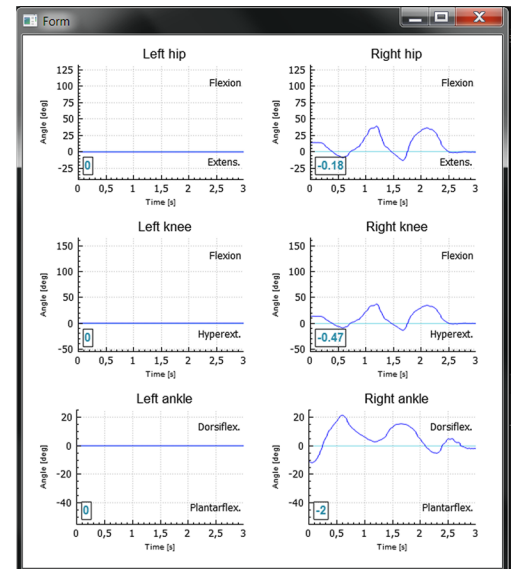 Form
Left hip
Right hip
125
100
75
50
25
0
-25
Angle [deg]
Flexion
Extens.
0
0 0,5 1 1,5 2 2,5 3
Time [s]
125
100
75
50
25
0
-25
Angle [deg]
Flexion
Extens.
-0.18
0 0,5 1 1,5 2 2,5 3
Time [s]
Left knee
Right knee
150
100
50
0
-50
Angle [deg]
Flexion
Hyperext.
0
0 0,5 1 1,5 2 2,5 3
Time [s]
150
100
50
0
-50
Angle [deg]
Flexion
Hyperext.
-0.47
0 0,5 1 1,5 2 2,5 3
Time [s]
Left ankle
Right ankle
20
0
-20
-40
Angle [deg]
Dorsiflex.
Plantarflex.
0
0 0,5 1 1,5 2 2,5 3
Time [s]
20
0
-20
-40
Angle [deg]
Dorsiflex.
Plantarflex.
-2
0 0,5 1 1,5 2 2,5 3
Time [s]